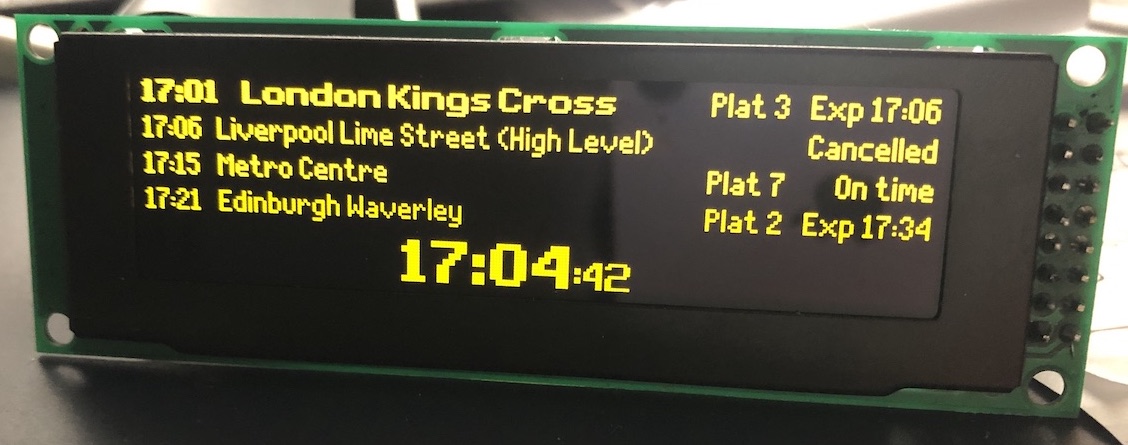 17:01 London Kings Cross Plat 3 Exp 17:06
17:06 Liverpool Lime Street (High Level) Cancelled
17:15 Metro Centre Plat 7 On time
17:21 Edinburgh Waverley Plat 2 Exp 17:34
17:04:42